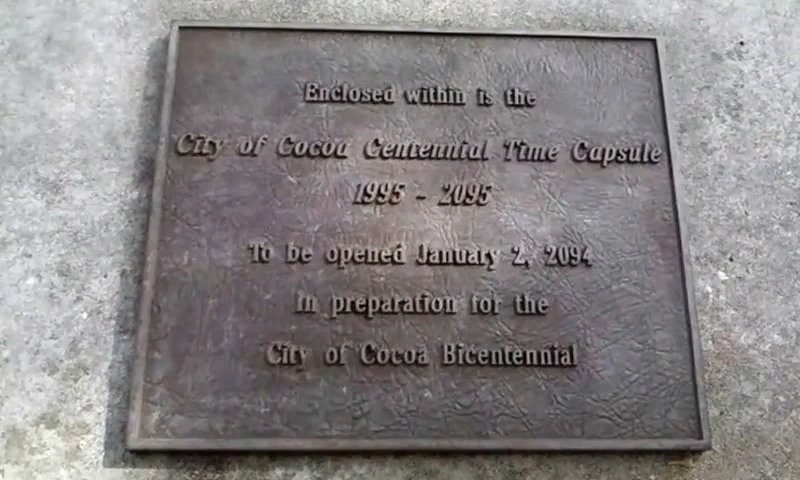 Enclosed within is the
City of Cocoa Centennial Time Capsule
1995 - 2095
To be opened January 2, 2094
In preparation for the
City of Cocoa Bicentennial